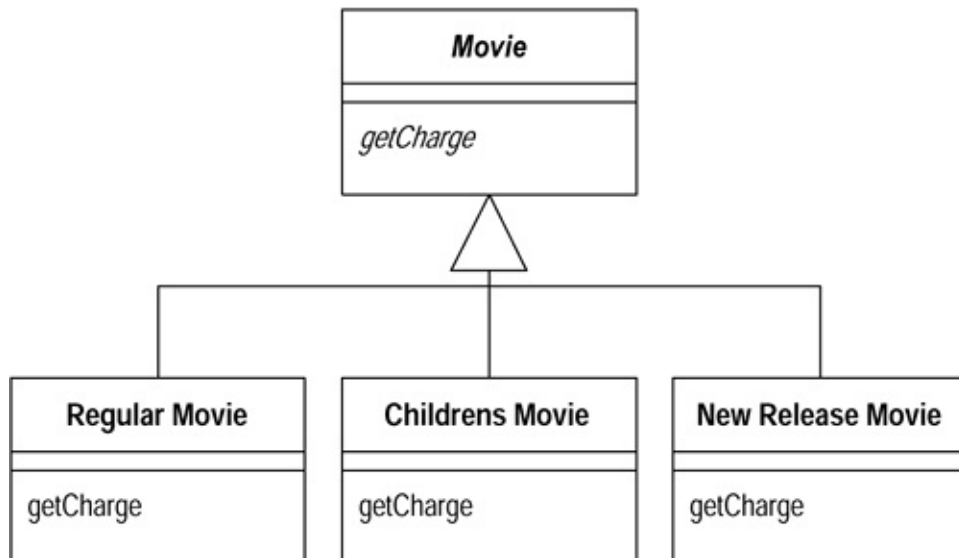 Movie
getCharge
Regular Movie
Childrens Movie
New Release Movie
getCharge
getCharge
getCharge